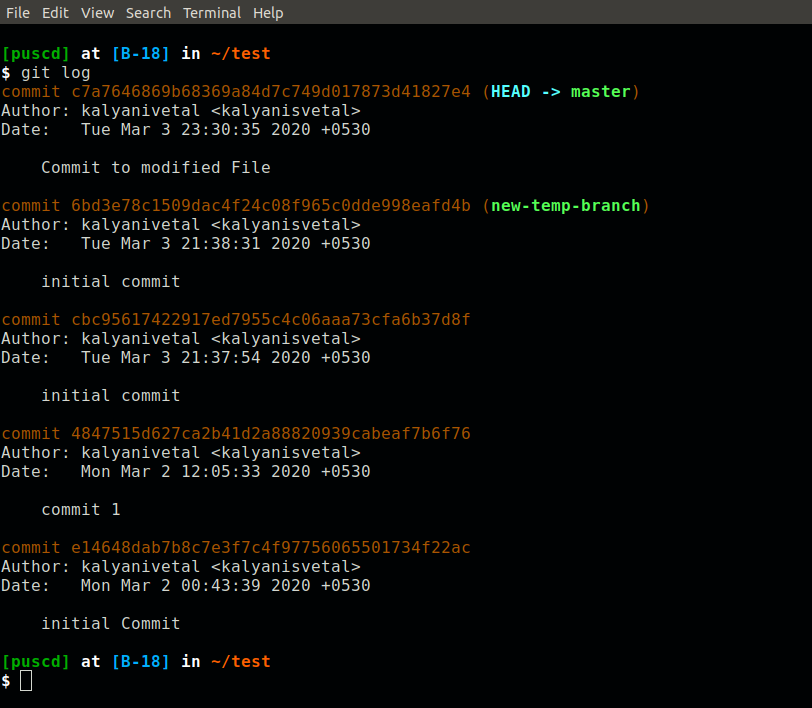 File Edit View Search Terminal Help
[puscd] at [B-18] in ~/test
$ git log
commit c7a7646869b68369a84d7c749d017873d41827e4 (HEAD -> master)
Author: kalyanivetal <kalyanisvetal>
Date:   Tue Mar 3 23:30:35 2020 +0530
    Commit to modified File
commit 6bd3e78c1509dac4f24c08f965c0dde998eafd4b (new-temp-branch)
Author: kalyanivetal <kalyanisvetal>
Date:   Tue Mar 3 21:38:31 2020 +0530
    initial commit
commit cbc95617422917ed7955c4c06aaa73cfa6b37d8f
Author: kalyanivetal <kalyanisvetal>
Date:   Tue Mar 3 21:37:54 2020 +0530
    initial commit
commit 4847515d627ca2b41d2a88820939cabeaf7b6f76
Author: kalyanivetal <kalyanisvetal>
Date:   Mon Mar 2 12:05:33 2020 +0530
    commit 1
commit e14648dab7b8c7e3f7c4f97756065501734f22ac
Author: kalyanivetal <kalyanisvetal>
Date:   Mon Mar 2 00:43:39 2020 +0530
    initial Commit
[puscd] at [B-18] in ~/test
$